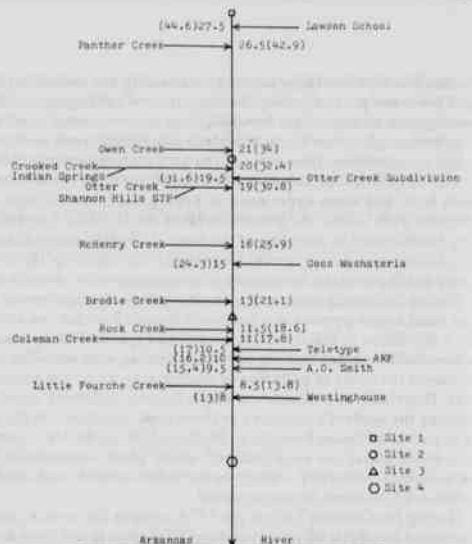 (44.6)27.5 Lawson School
Panther Creek 26.5(42.9)
Owen Creek 21(34)
Crooked Creek 20(32.4)
Indian Springs
(31.6)19.5 Otter Creek Subdivision
Otter Creek 19(30.8)
Shannon Hills STP
McHenry Creek 16(25.9)
(24.3)15 Goss Washateria
Brodie Creek 13(21.1)
Rock Creek 11.5(18.6)
Coleman Creek 11(17.8)
(17)10.5 Teletype
(16.2)10
(15.4)9.5 A.O. Smith
Little Fourche Creek 8.5(13.8)
(13)8 Westinghouse
Site 1
Site 2
Site 3
Site 4
Arkansas River